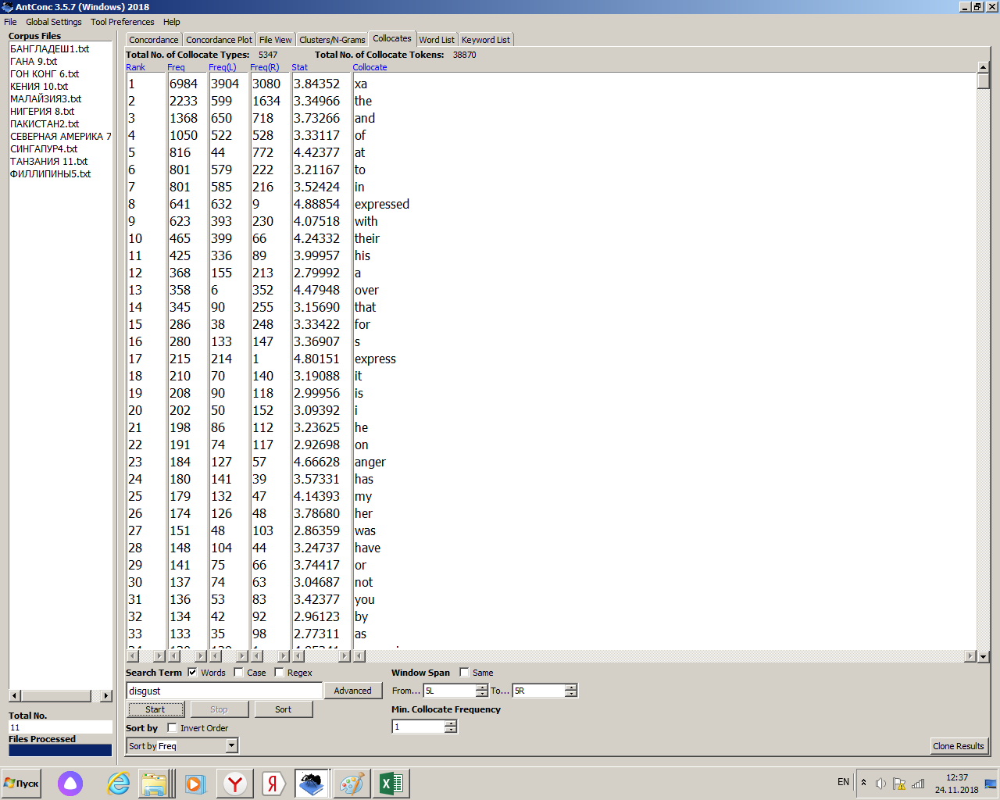 AntConc 3.5.7 (Windows) 2018
File Global Settings Tool Preferences Help
Corpus Files
БАНГЛАДЕШ1.txt
ГАНА 9.txt
ГОН КОНГ 6.txt
КЕНИЯ 10.txt
МАЛАЙЗИЯ3.txt
НИГЕРИЯ 8.txt
ПАКИСТАН2.txt
СЕВЕРНАЯ АМЕРИКА 7
СИНГАПУР4.txt
ТАНЗАНИЯ 11.txt
ФИЛЛИПИНЫ5.txt
Total No.
11
Files Processed
Concordance Concordance Plot File View Clusters/N-Grams Collocates Word List Keyword List
Total No. of Collocate Types: 5347 Total No. of Collocate Tokens: 38870
Rank Freq Freq(L) Freq(R) Stat Collocate
1 6984 3904 3080 3.84352 xa
2 2233 599 1634 3.34966 the
3 1368 650 718 3.73266 and
4 1050 522 528 3.33117 of
5 816 44 772 4.42377 at
6 801 579 222 3.21167 to
7 801 585 216 3.52424 in
8 641 632 9 4.88854 expressed
9 623 393 230 4.07518 with
10 465 399 66 4.24332 their
11 425 336 89 3.99957 his
12 368 155 213 2.79992 a
13 358 6 352 4.47948 over
14 345 90 255 3.15690 that
15 286 38 248 3.33422 for
16 280 133 147 3.36907 s
17 215 214 1 4.80151 express
18 210 70 140 3.19088 it
19 208 90 118 2.99956 is
20 202 50 152 3.09392 i
21 198 86 112 3.23625 he
22 191 74 117 2.92698 on
23 184 127 57 4.66628 anger
24 180 141 39 3.57331 has
25 179 132 47 4.14393 my
26 174 126 48 3.78680 her
27 151 48 103 2.86359 was
28 148 104 44 3.24737 have
29 141 75 66 3.74417 or
30 137 74 63 3.04687 not
31 136 53 83 3.42377 you
32 134 42 92 2.96123 by
33 133 35 98 2.77311 as
Search Term Words Case Regex Window Span Same
disgust Advanced From... 5L To... 5R
Start Stop Sort Min. Collocate Frequency
Sort by Invert Order 1
Sort by Freq Clone Results
Пуск Y Я EN 12:37
24.11.2018